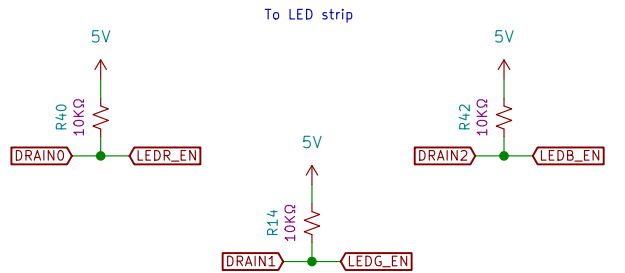 To LED strip
5V
R40
10KΩ
DRAIN0
LEDR_EN
5V
R42
10KΩ
DRAIN2
LEDB_EN
5V
R14
10KΩ
DRAIN1
LEDG_EN